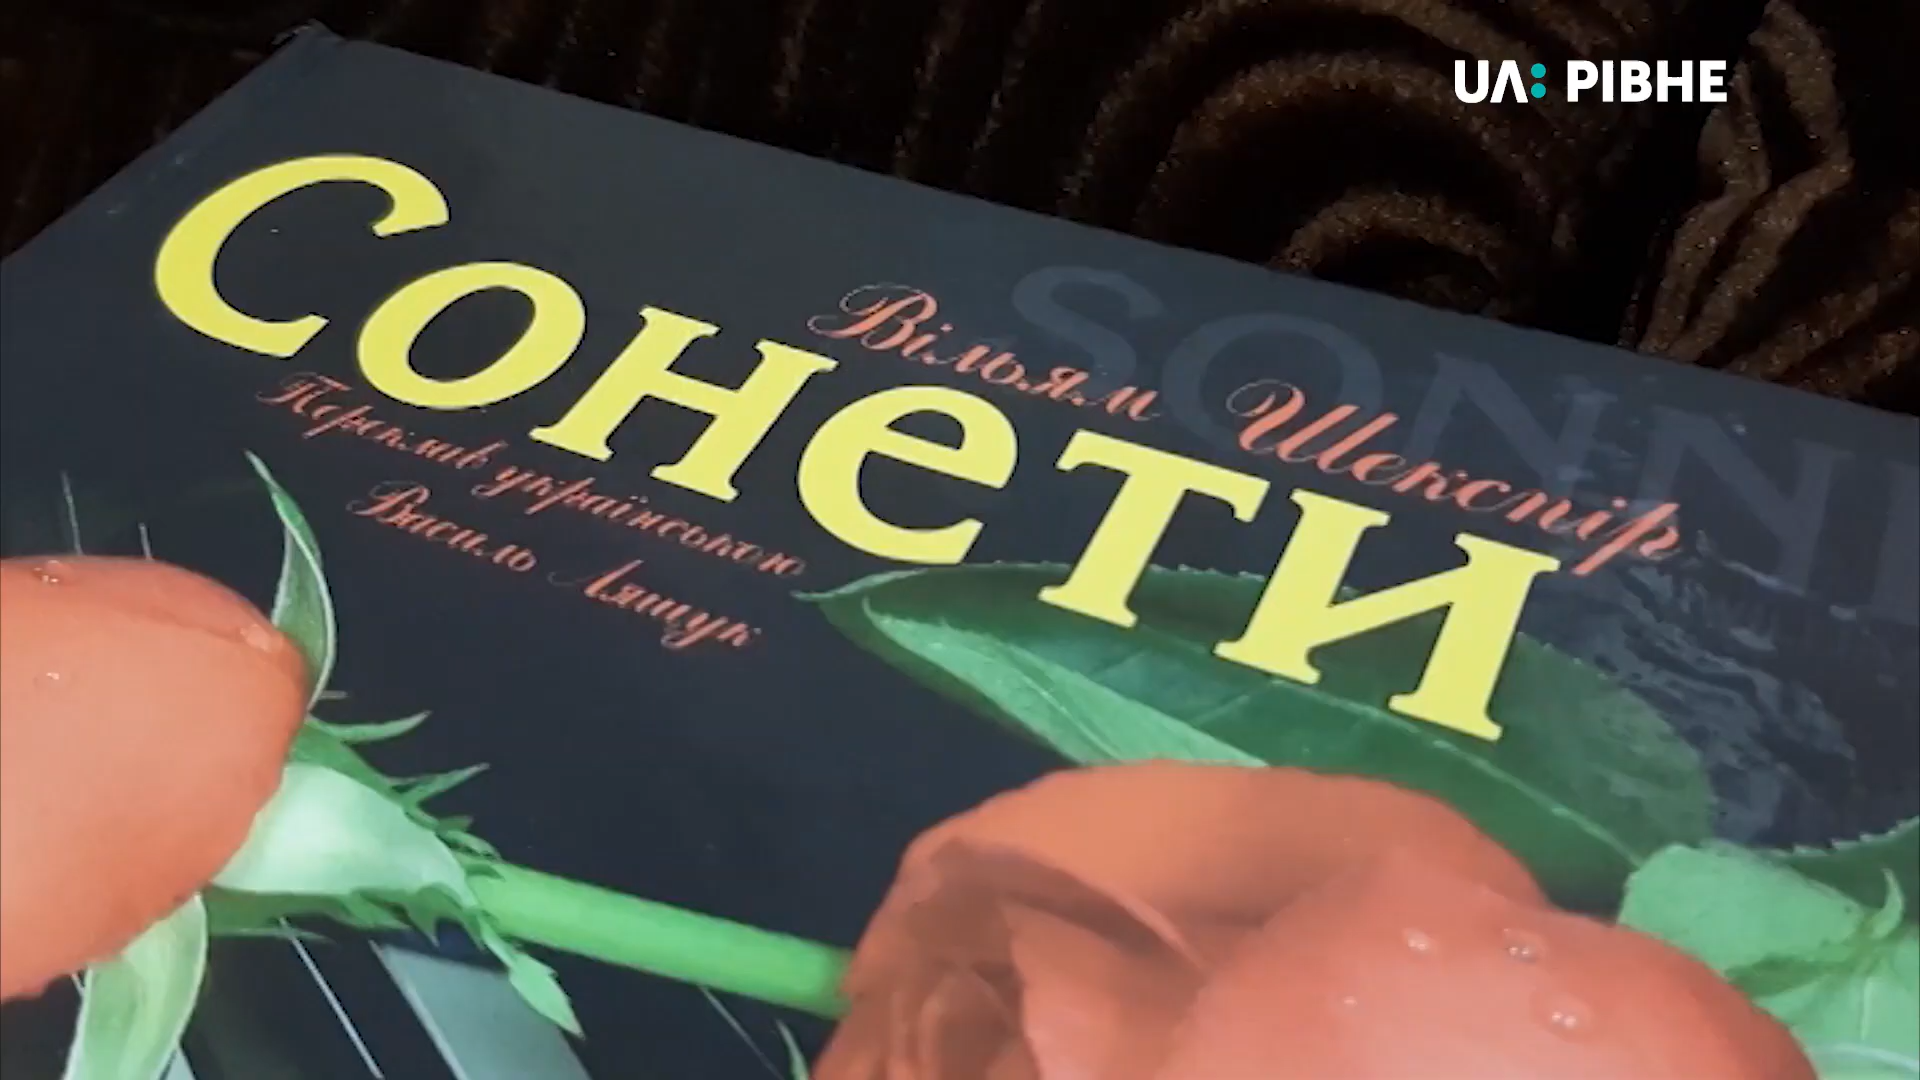 UA: РІВНЕ
SONN
Вільям Шекспір
Сонети
Переклав українською
Василь Ляшук